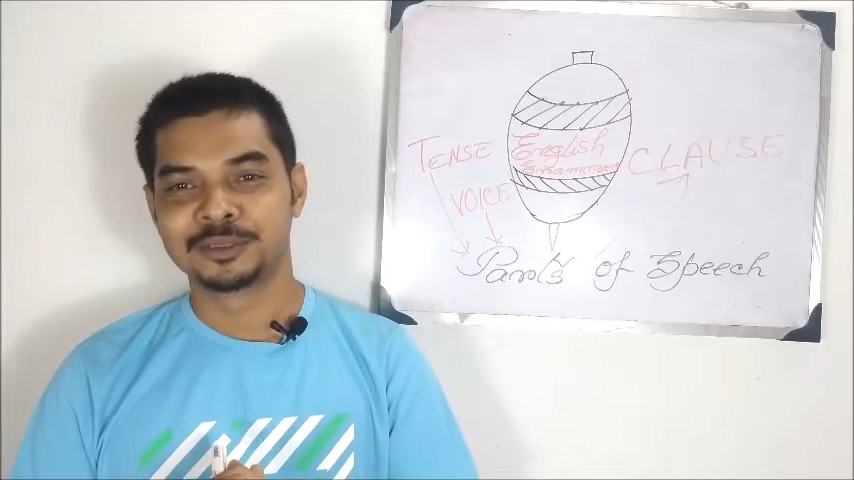 TENSE
English
Grammar
CLAUSE
VOICE
Parts of Speech